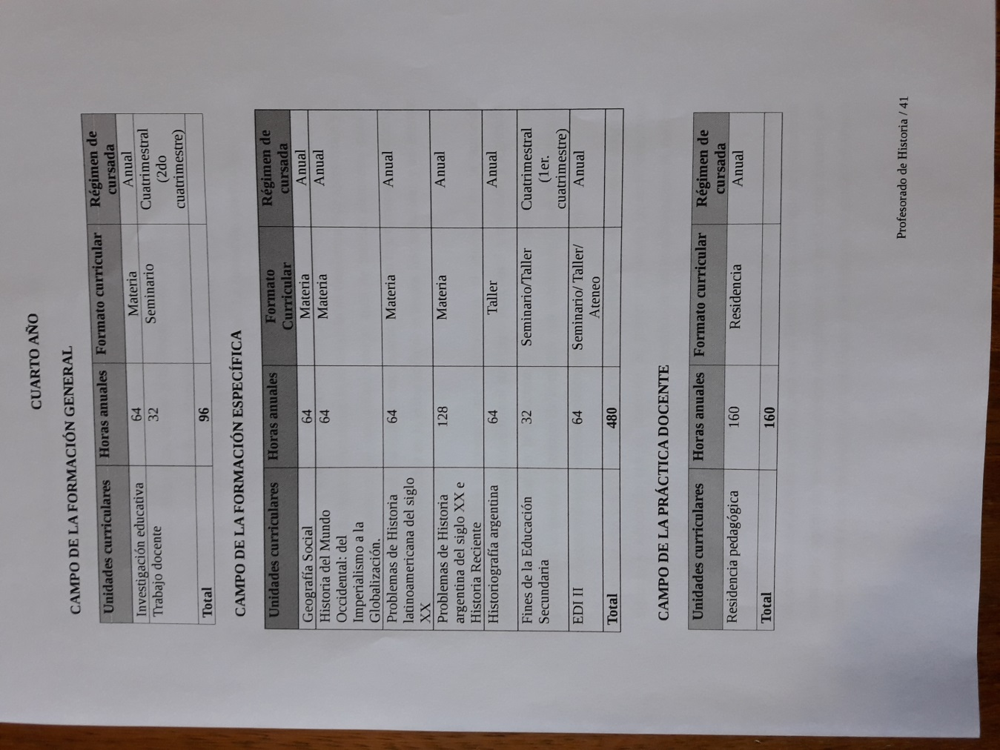 CUARTO AÑO
CAMPO DE LA FORMACIÓN GENERAL
Unidades curriculares Horas anuales Formato curricular Régimen de
cursada
Investigación educativa 64 Materia Anual
Trabajo docente 32 Seminario Cuatrimestral
(2do
cuatrimestre)
Total 96
CAMPO DE LA FORMACIÓN ESPECÍFICA
Unidades curriculares Horas anuales Formato Régimen de
Curricular cursada
Geografía Social 64 Materia Anual
Historia del Mundo 64 Materia Anual
Occidental: del
Imperialismo a la
Globalización.
Problemas de Historia 64 Materia Anual
latinoamericana del siglo
XX
Problemas de Historia 128 Materia Anual
argentina del siglo XX e
Historia Reciente
Historiografía argentina 64 Taller Anual
Fines de la Educación 32 Seminario/Taller Cuatrimestral
Secundaria (1er.
cuatrimestre)
EDI II 64 Seminario/ Taller/ Anual
Ateneo
Total 480
CAMPO DE LA PRÁCTICA DOCENTE
Unidades curriculares Horas anuales Formato curricular Régimen de
cursada
Residencia pedagógica 160 Residencia Anual
Total 160
Profesorado de Historia / 41